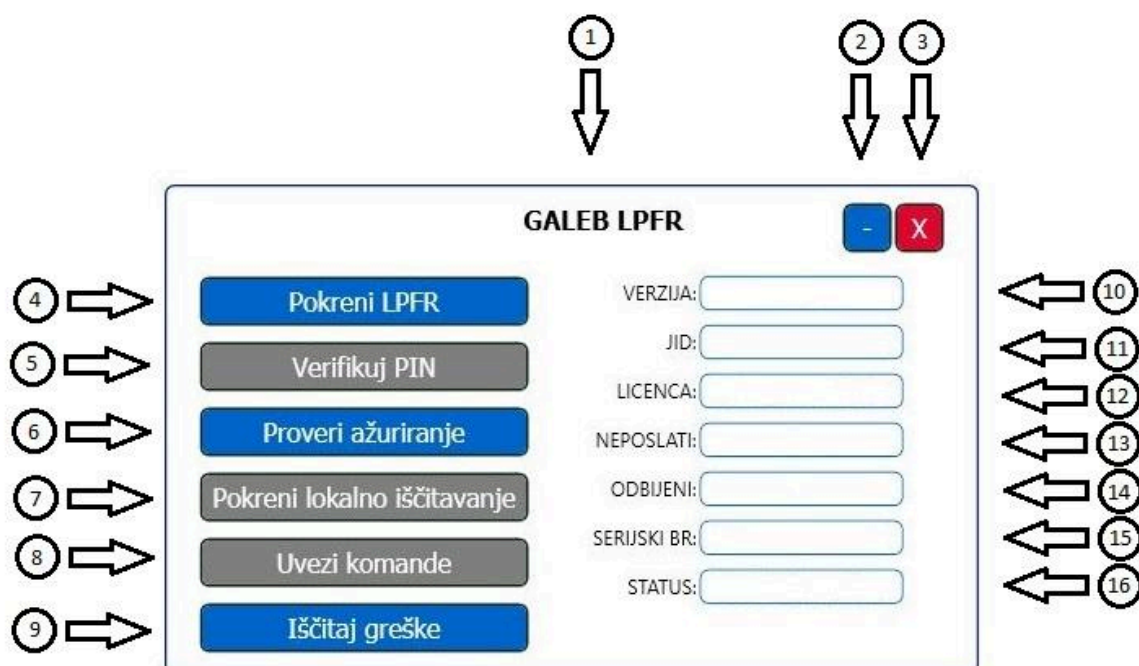 1
2 3
GALEB LPFR
- X
4 Pokreni LPFR
VERZIJA: 10
5 Verifikuj PIN
JID: 11
LICENCA: 12
6 Proveri ažuriranje
NEPOSLATI: 13
7 Pokreni lokalno iščitavanje
ODBIJENI: 14
8 Uvezi komande
SERIJSKI BR: 15
STATUS: 16
9 Iščitaj greške